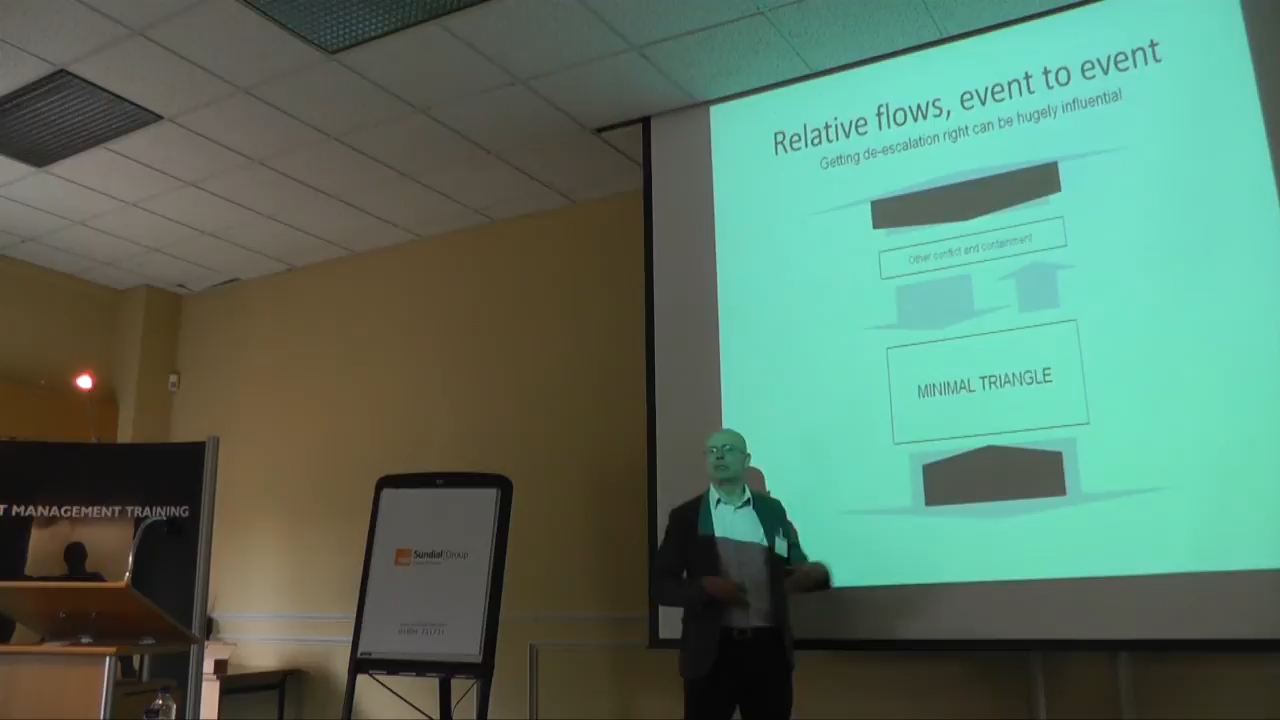 Relative flows, event to event
Getting de-escalation right can be hugely influential
Other conflict and containment
MINIMAL TRIANGLE
T MANAGEMENT TRAINING
Sundial Group